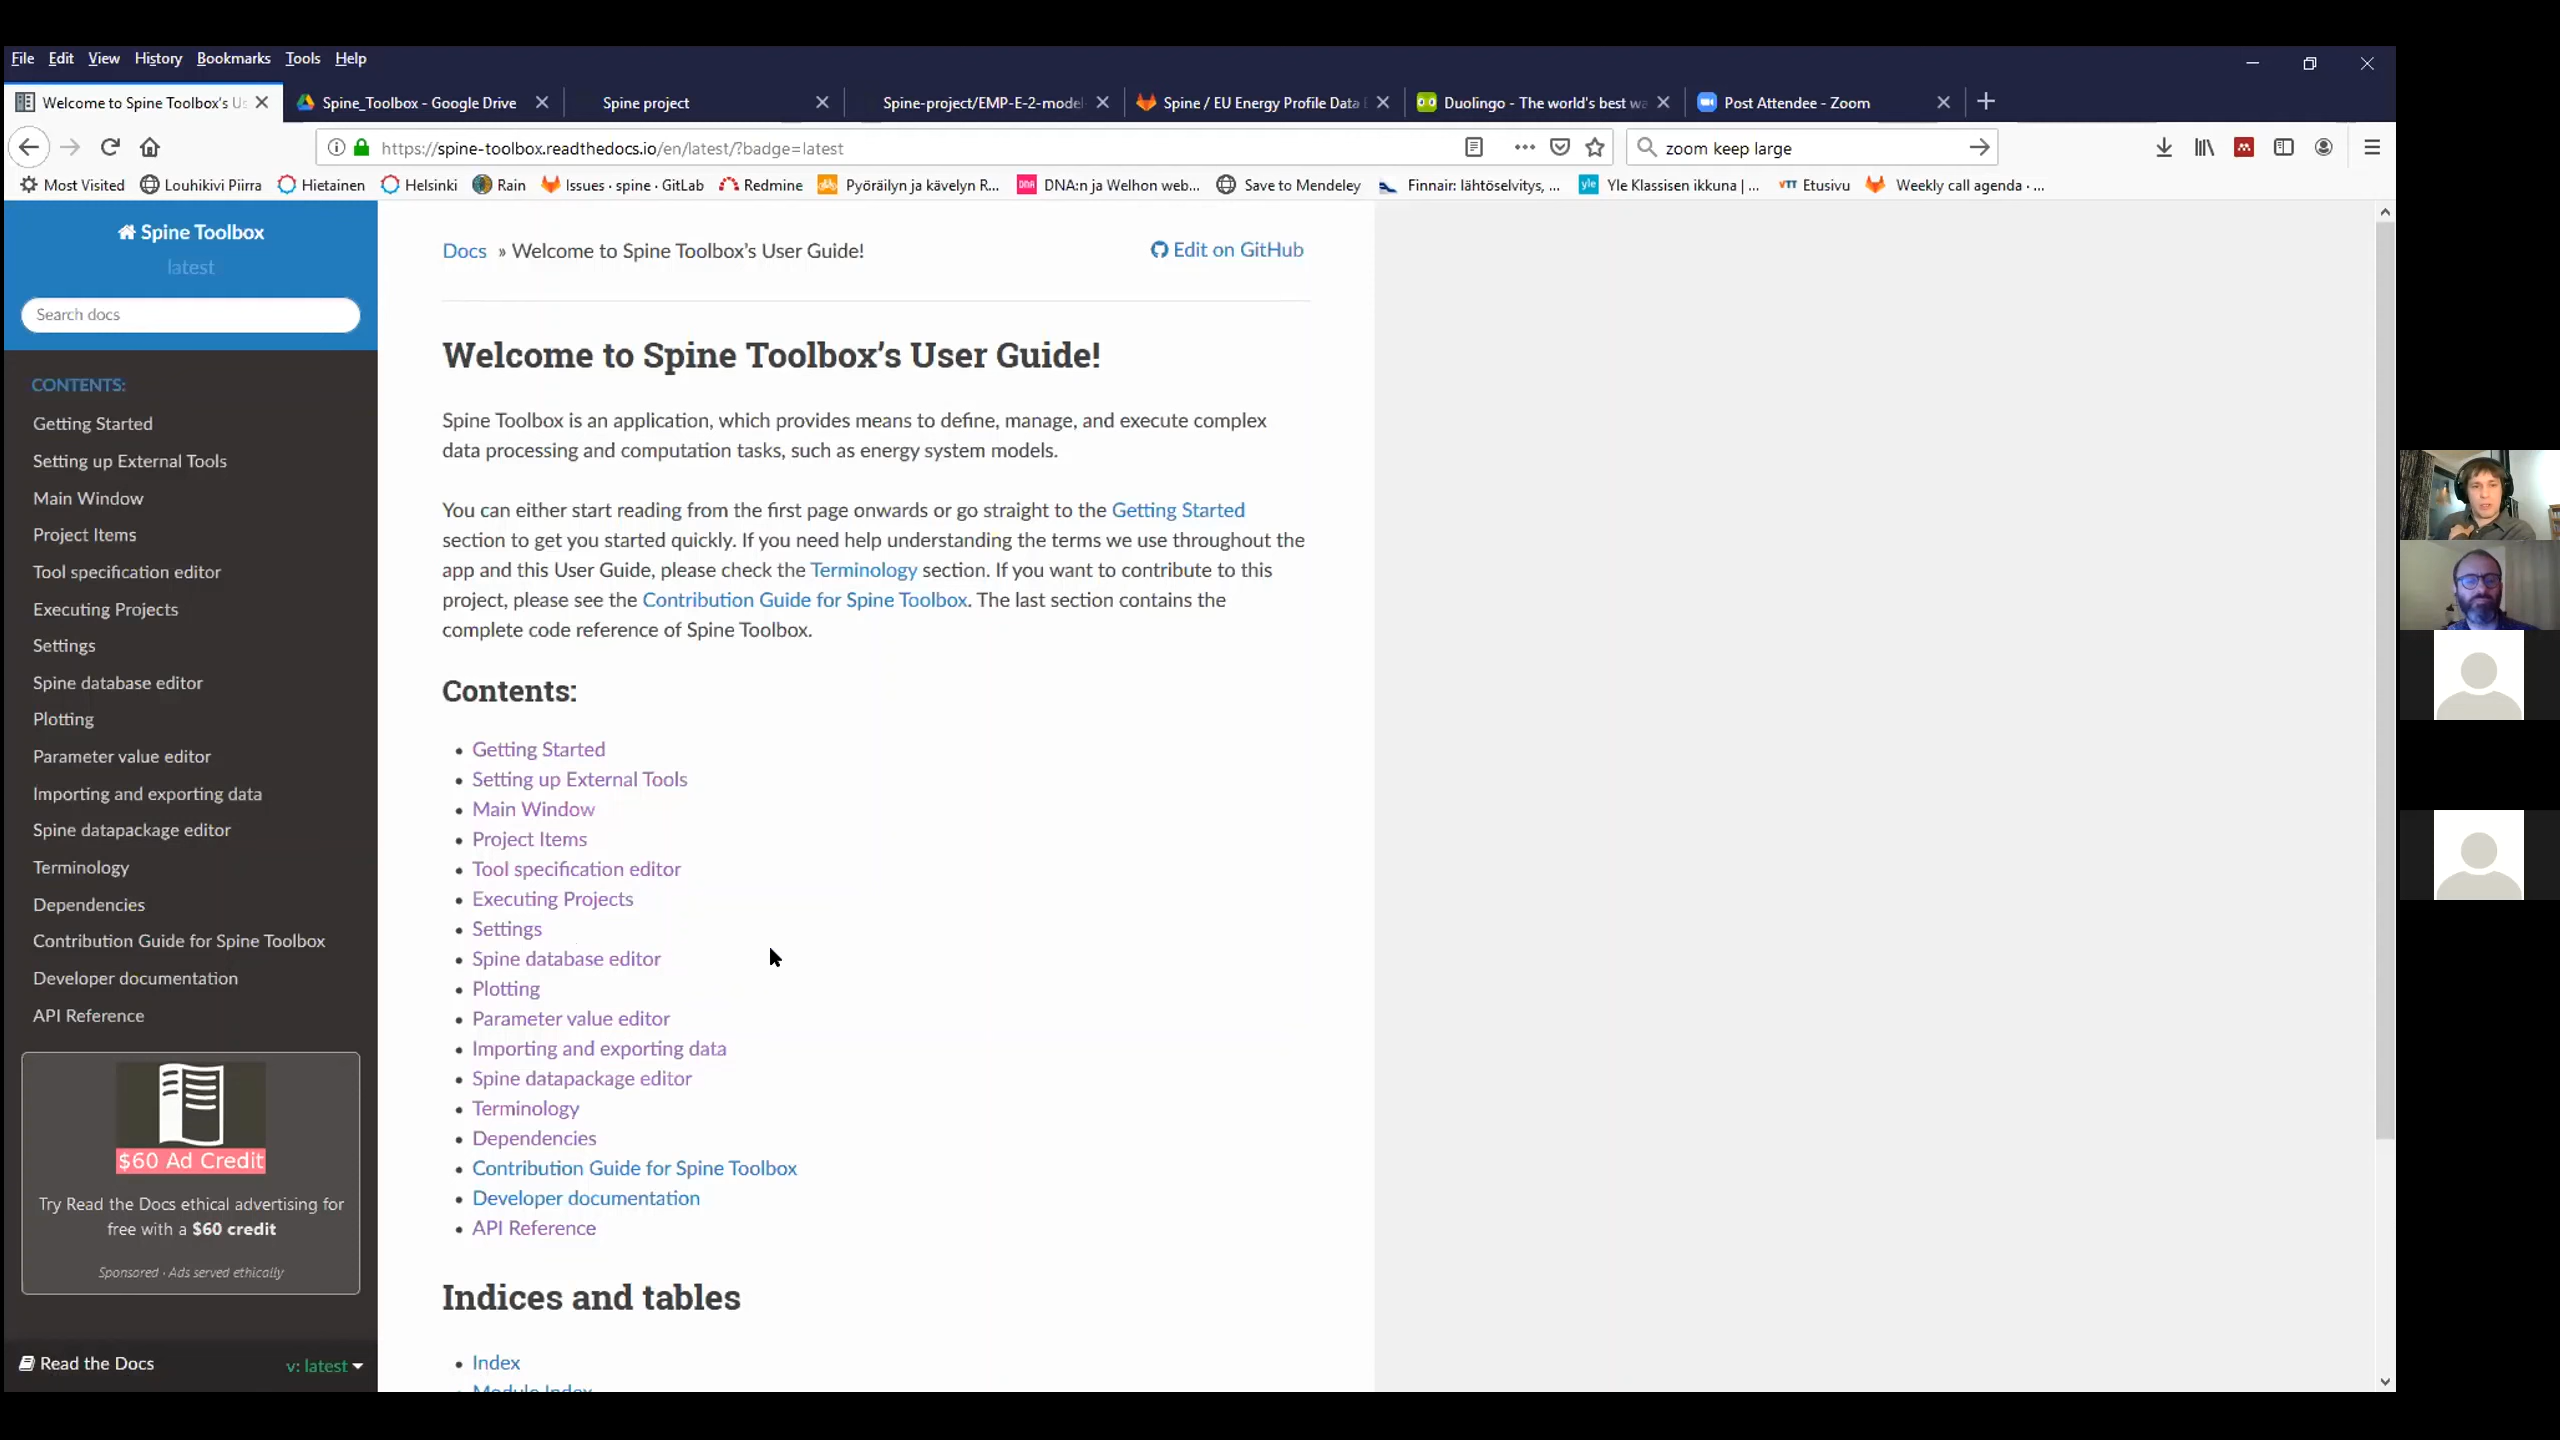 File Edit View History Bookmarks Tools Help
Welcome to Spine Toolbox's Us
Spine_Toolbox - Google Drive
Spine project
Spine-project/EMP-E-2-model
Spine / EU Energy Profile Data
Duolingo - The world's best wa
Post Attendee - Zoom
https://spine-toolbox.readthedocs.io/en/latest/?badge=latest
zoom keep large
Most Visited Louhikivi Piirra Hietainen Helsinki Rain Issues · spine · GitLab Redmine Pyöräilyn ja kävelyn R... DNA:n ja Welhon web... Save to Mendeley Finnair: lähtöselvitys, ... Yle Klassisen ikkuna | ... Etusivu Weekly call agenda · ...
Spine Toolbox
latest
Search docs
CONTENTS:
Getting Started
Setting up External Tools
Main Window
Project Items
Tool specification editor
Executing Projects
Settings
Spine database editor
Plotting
Parameter value editor
Importing and exporting data
Spine datapackage editor
Terminology
Dependencies
Contribution Guide for Spine Toolbox
Developer documentation
API Reference
$60 Ad Credit
Try Read the Docs ethical advertising for
free with a $60 credit
Sponsored · Ads served ethically
Read the Docs
v: latest
Docs » Welcome to Spine Toolbox's User Guide!
Edit on GitHub
Welcome to Spine Toolbox's User Guide!
Spine Toolbox is an application, which provides means to define, manage, and execute complex
data processing and computation tasks, such as energy system models.
You can either start reading from the first page onwards or go straight to the Getting Started
section to get you started quickly. If you need help understanding the terms we use throughout the
app and this User Guide, please check the Terminology section. If you want to contribute to this
project, please see the Contribution Guide for Spine Toolbox. The last section contains the
complete code reference of Spine Toolbox.
Contents:
Getting Started
Setting up External Tools
Main Window
Project Items
Tool specification editor
Executing Projects
Settings
Spine database editor
Plotting
Parameter value editor
Importing and exporting data
Spine datapackage editor
Terminology
Dependencies
Contribution Guide for Spine Toolbox
Developer documentation
API Reference
Indices and tables
Index
Module Index